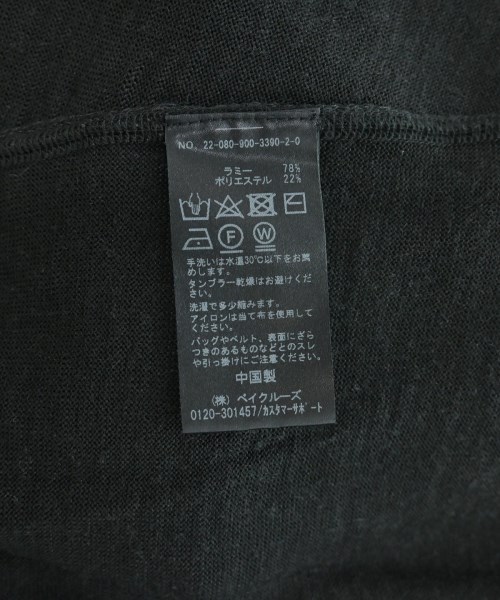 NO. 22-080-900-3390-2-0
ラミー 78%
ポリエステル 22%
F W
手洗いは水温30℃以下をお薦
めします。
タンブラー乾燥はお避けくだ
さい。
洗濯で多少縮みます。
アイロンは当て布を使用して
ください。
バッグやベルト、表面にざら
つきのあるものなどとのスレ
や引っ掛けにご注意ください。
中国製
(株) ベイクルーズ
0120-301457/カスタマーサポート